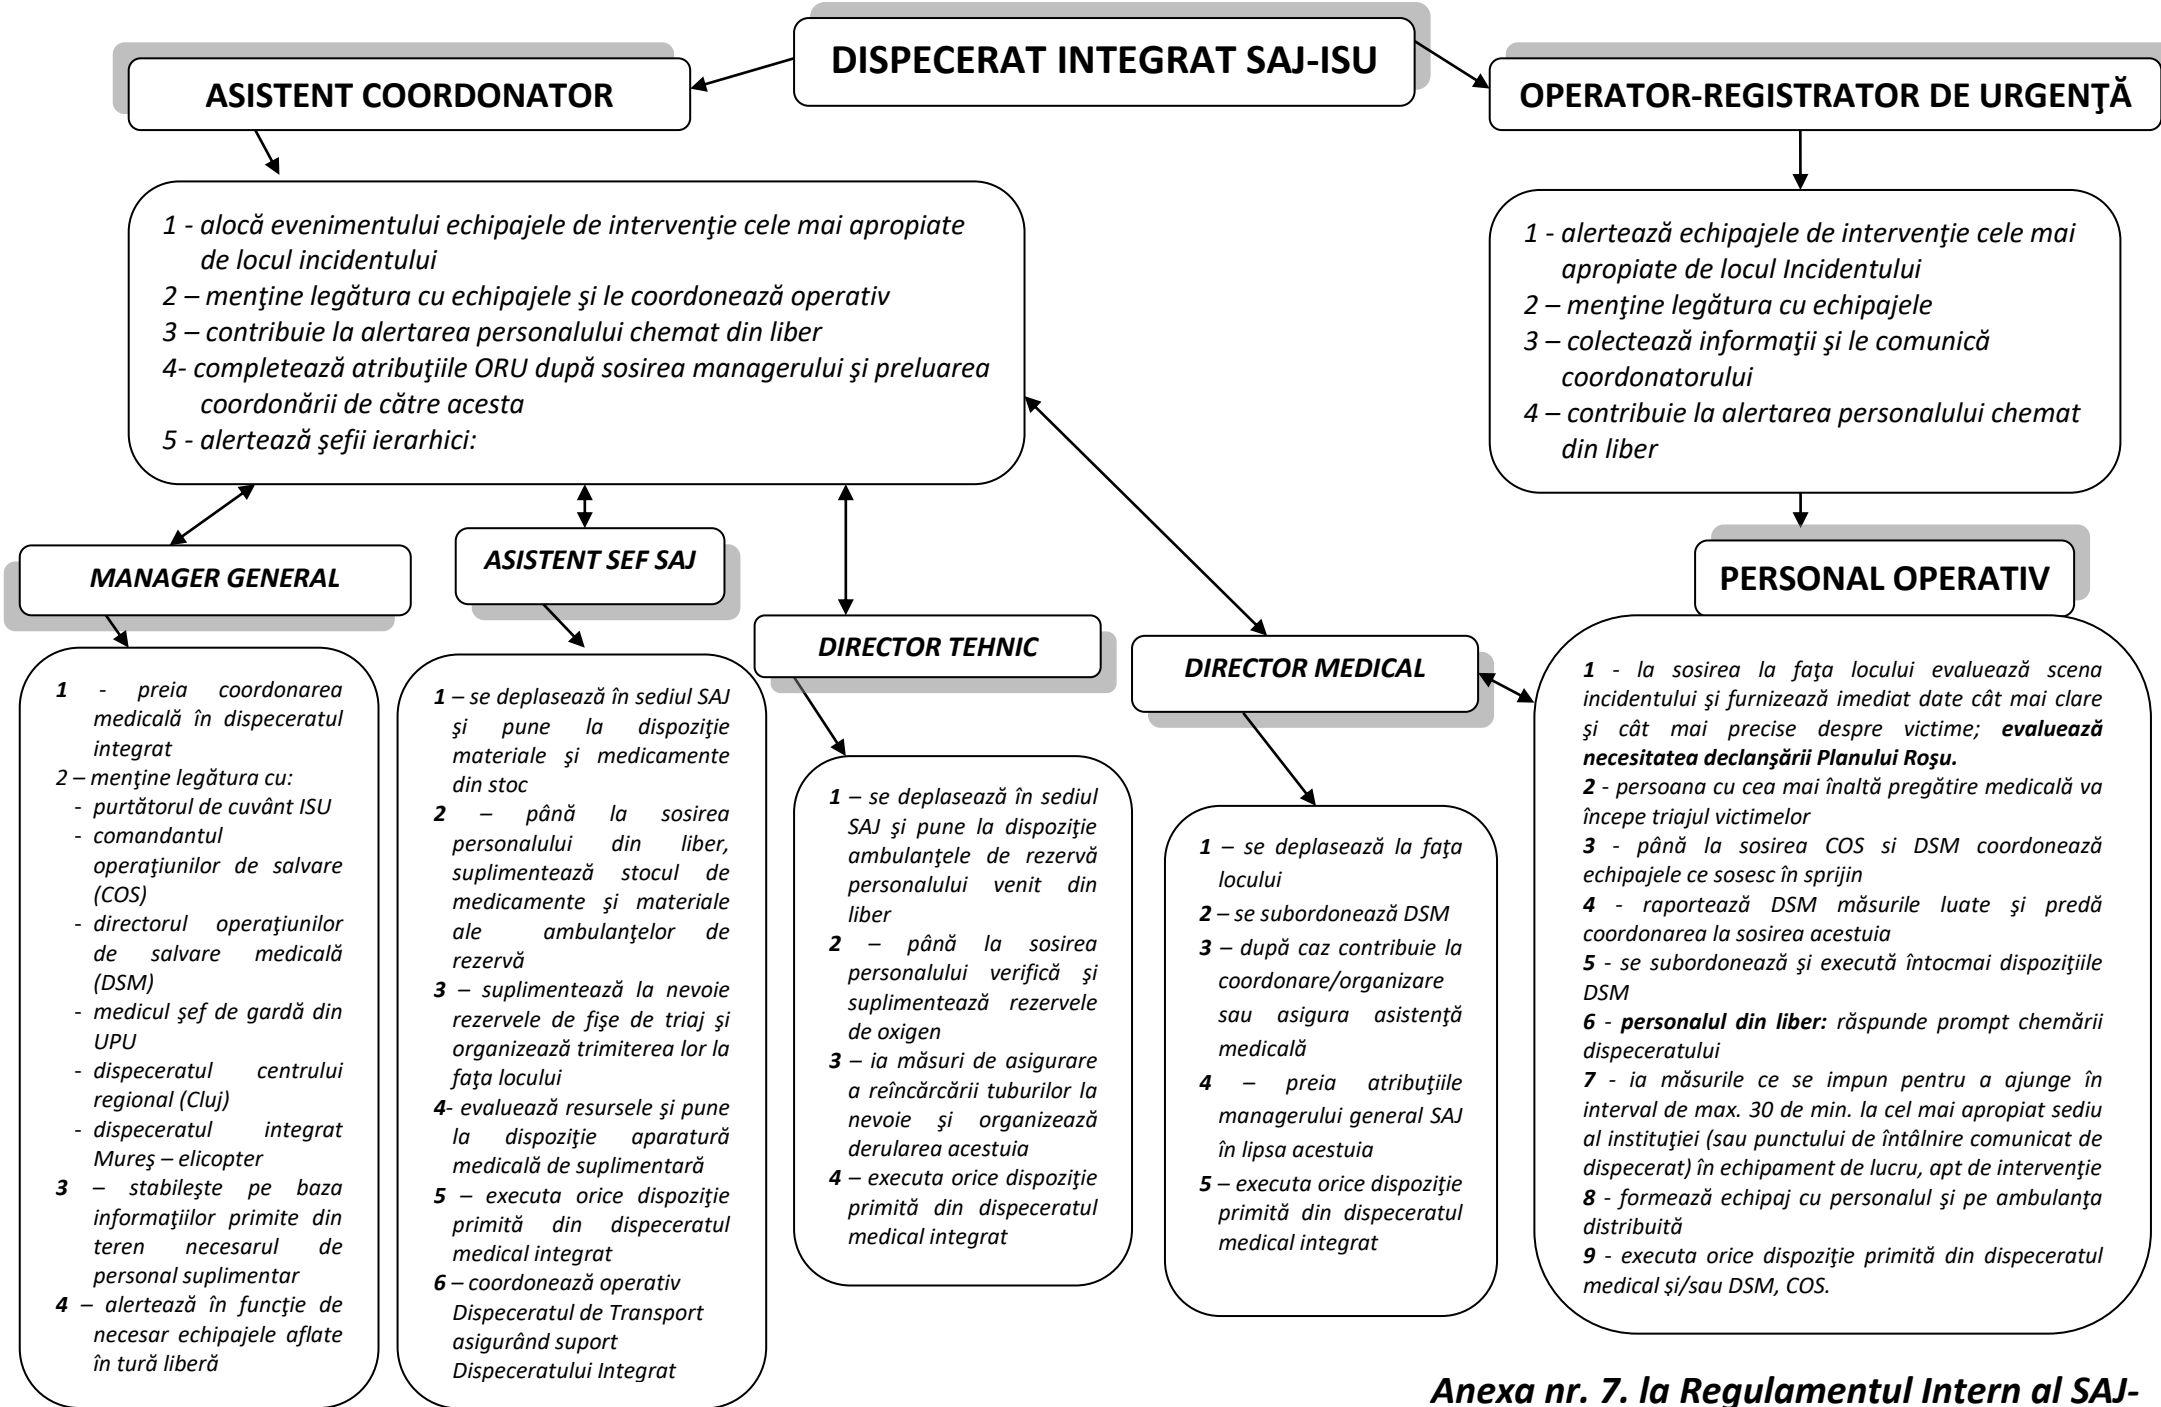 DISPECERAT INTEGRAT SAJ-ISU
ASISTENT COORDONATOR
OPERATOR-REGISTRATOR DE URGENŢĂ
1 - alocă evenimentului echipajele de intervenţie cele mai apropiate
de locul incidentului
2 – menţine legătura cu echipajele şi le coordonează operativ
3 – contribuie la alertarea personalului chemat din liber
4- completează atribuţiile ORU după sosirea managerului şi preluarea
coordonării de către acesta
5 - alertează şefii ierarhici:
1 - alertează echipajele de intervenţie cele mai
apropiate de locul Incidentului
2 – menţine legătura cu echipajele
3 – colectează informaţii şi le comunică
coordonatorului
4 – contribuie la alertarea personalului chemat
din liber
MANAGER GENERAL
ASISTENT SEF SAJ
DIRECTOR TEHNIC
DIRECTOR MEDICAL
PERSONAL OPERATIV
1 - preia coordonarea
medicală în dispeceratul
integrat
2 – menţine legătura cu:
- purtătorul de cuvânt ISU
- comandantul
operaţiunilor de salvare
(COS)
- directorul operaţiunilor
de salvare medicală
(DSM)
- medicul şef de gardă din
UPU
- dispeceratul centrului
regional (Cluj)
- dispeceratul integrat
Mureş – elicopter
3 – stabileşte pe baza
informaţiilor primite din
teren necesarul de
personal suplimentar
4 – alertează în funcţie de
necesar echipajele aflate
în tură liberă
1 – se deplasează în sediul SAJ
şi pune la dispoziţie
materiale şi medicamente
din stoc
2 – până la sosirea
personalului din liber,
suplimentează stocul de
medicamente şi materiale
ale ambulanţelor de
rezervă
3 – suplimentează la nevoie
rezervele de fişe de triaj şi
organizează trimiterea lor la
faţa locului
4- evaluează resursele şi pune
la dispoziţie aparatură
medicală de suplimentară
5 – executa orice dispoziţie
primită din dispeceratul
medical integrat
6 – coordonează operativ
Dispeceratul de Transport
asigurând suport
Dispeceratului Integrat
1 – se deplasează în sediul
SAJ şi pune la dispoziţie
ambulanţele de rezervă
personalului venit din
liber
2 – până la sosirea
personalului verifică şi
suplimentează rezervele
de oxigen
3 – ia măsuri de asigurare
a reîncărcării tuburilor la
nevoie şi organizează
derularea acestuia
4 – executa orice dispoziţie
primită din dispeceratul
medical integrat
1 – se deplasează la faţa
locului
2 – se subordonează DSM
3 – după caz contribuie la
coordonare/organizare
sau asigura asistenţă
medicală
4 – preia atribuţiile
managerului general SAJ
în lipsa acestuia
5 – executa orice dispoziţie
primită din dispeceratul
medical integrat
1 - la sosirea la faţa locului evaluează scena
incidentului şi furnizează imediat date cât mai clare
şi cât mai precise despre victime; evaluează
necesitatea declanşării Planului Roşu.
2 - persoana cu cea mai înaltă pregătire medicală va
începe triajul victimelor
3 - până la sosirea COS si DSM coordonează
echipajele ce sosesc în sprijin
4 - raportează DSM măsurile luate şi predă
coordonarea la sosirea acestuia
5 - se subordonează şi execută întocmai dispoziţiile
DSM
6 - personalul din liber: răspunde prompt chemării
dispeceratului
7 - ia măsurile ce se impun pentru a ajunge în
interval de max. 30 de min. la cel mai apropiat sediu
al instituţiei (sau punctului de întâlnire comunicat de
dispecerat) în echipament de lucru, apt de intervenţie
8 - formează echipaj cu personalul şi pe ambulanţa
distribuită
9 - executa orice dispoziţie primită din dispeceratul
medical şi/sau DSM, COS.
Anexa nr. 7. la Regulamentul Intern al SAJ-